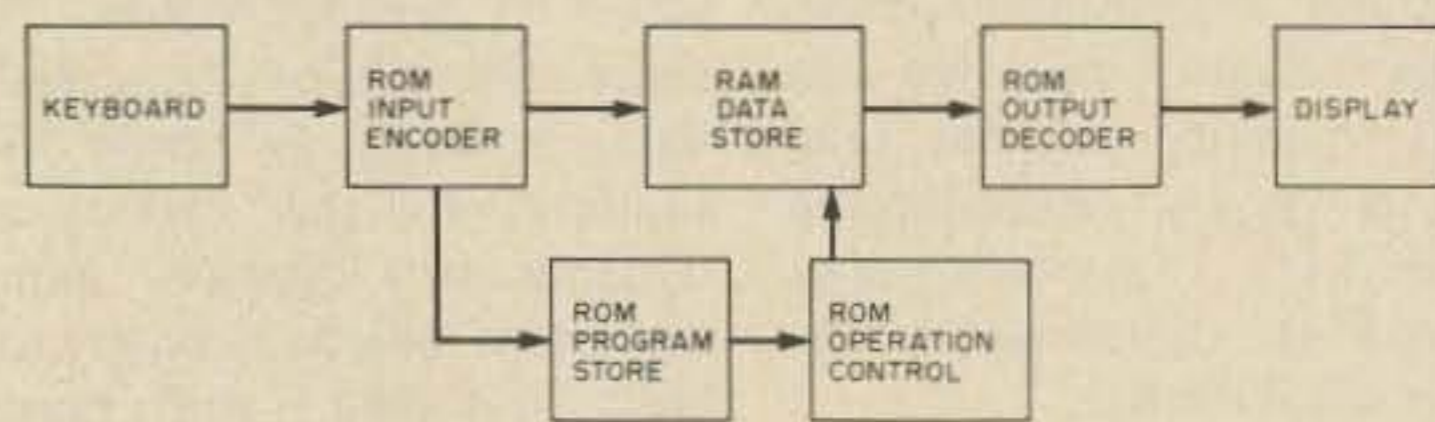 KEYBOARD
ROM
INPUT
ENCODER
RAM
DATA
STORE
ROM
OUTPUT
DECODER
DISPLAY
ROM
PROGRAM
STORE
ROM
OPERATION
CONTROL